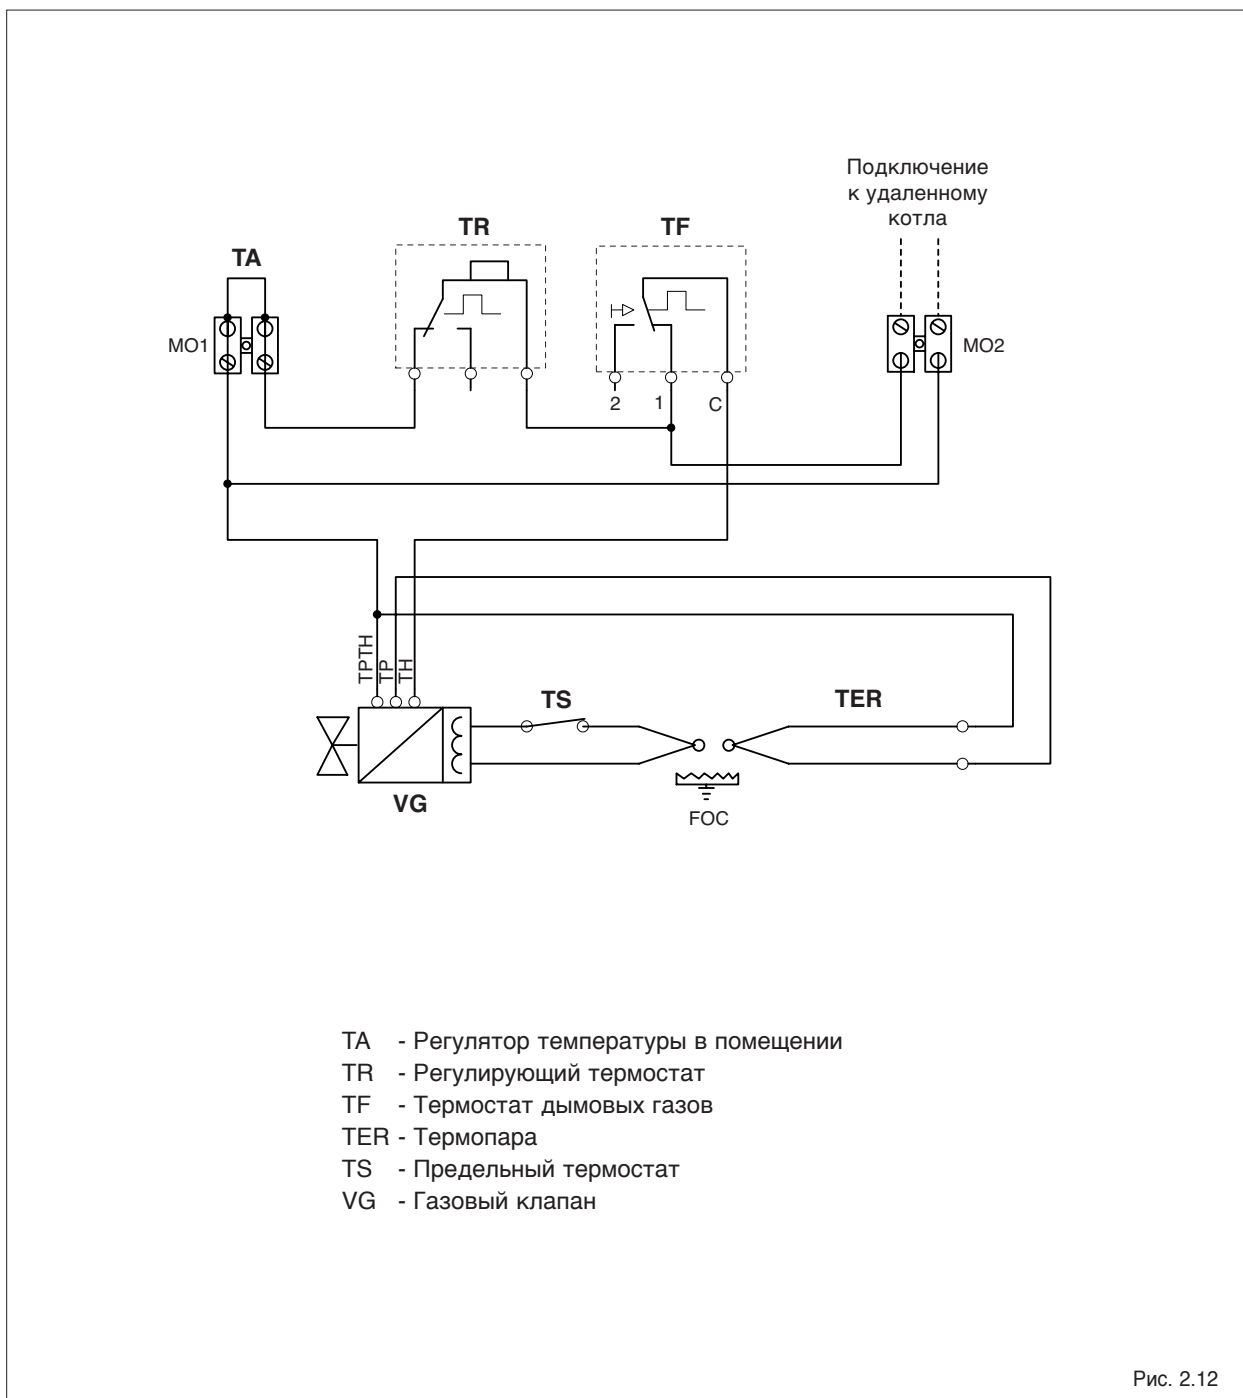 Подключение
к удаленному
котла
TR
TF
TA
MO1
MO2
2
1
C
TPTH
TP
TH
TS
TER
VG
FOC
TA - Регулятор температуры в помещении
TR - Регулирующий термостат
TF - Термостат дымовых газов
TER - Термопара
TS - Предельный термостат
VG - Газовый клапан
Рис. 2.12